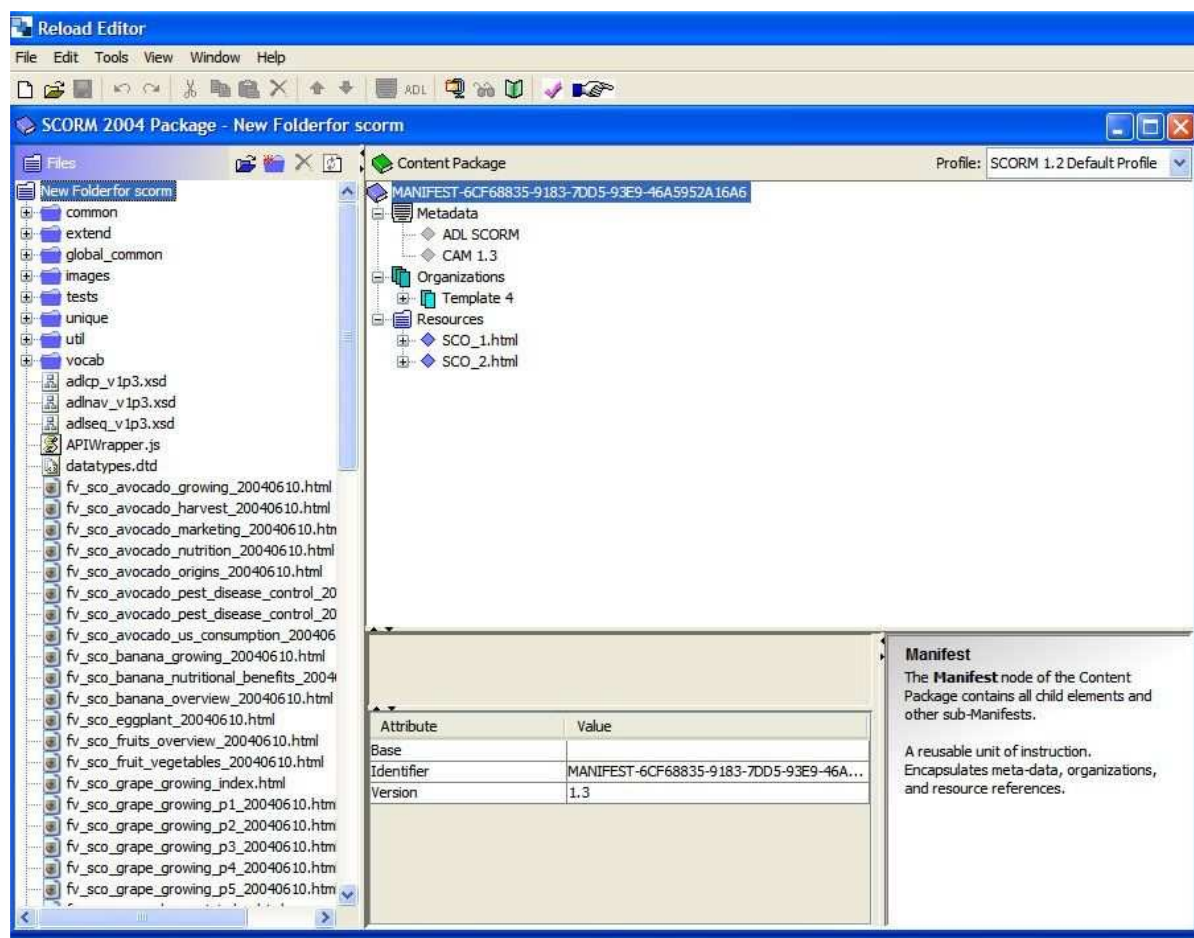 Reload Editor
File Edit Tools View Window Help
ADL
SCORM 2004 Package - New Folderfor scorm
Files
Content Package
Profile: SCORM 1.2 Default Profile
New Folderfor scorm
common
extend
global_common
images
tests
unique
util
vocab
adlcp_v1p3.xsd
adlnav_v1p3.xsd
adlseq_v1p3.xsd
APIWrapper.js
datatypes.dtd
fv_sco_avocado_growing_20040610.html
fv_sco_avocado_harvest_20040610.html
fv_sco_avocado_marketing_20040610.htm
fv_sco_avocado_nutrition_20040610.html
fv_sco_avocado_origins_20040610.html
fv_sco_avocado_pest_disease_control_20
fv_sco_avocado_pest_disease_control_20
fv_sco_avocado_us_consumption_200406
fv_sco_banana_growing_20040610.html
fv_sco_banana_nutritional_benefits_2004
fv_sco_banana_overview_20040610.html
fv_sco_eggplant_20040610.html
fv_sco_fruits_overview_20040610.html
fv_sco_fruit_vegetables_20040610.html
fv_sco_grape_growing_index.html
fv_sco_grape_growing_p1_20040610.htm
fv_sco_grape_growing_p2_20040610.htm
fv_sco_grape_growing_p3_20040610.htm
fv_sco_grape_growing_p4_20040610.htm
fv_sco_grape_growing_p5_20040610.htm
MANIFEST-6CF68835-9183-7DD5-93E9-46A5952A16A6
Metadata
ADL SCORM
CAM 1.3
Organizations
Template 4
Resources
SCO_1.html
SCO_2.html
Attribute Value
Base
Identifier MANIFEST-6CF68835-9183-7DD5-93E9-46A...
Version 1.3
Manifest
The Manifest node of the Content
Package contains all child elements and
other sub-Manifests.
A reusable unit of instruction.
Encapsulates meta-data, organizations,
and resource references.